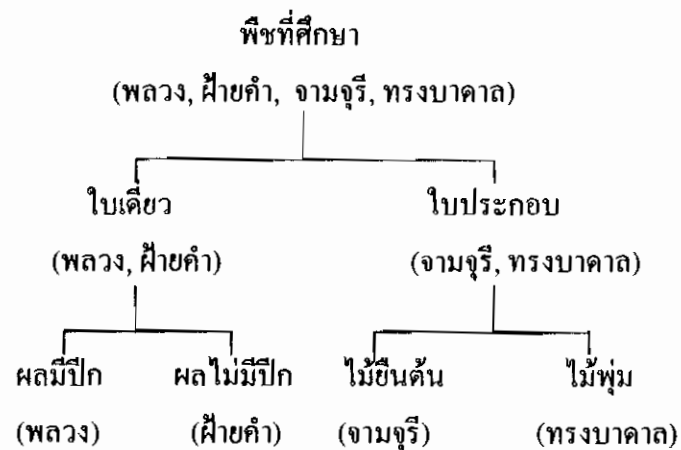 พืชที่ศึกษา
(พลวง, ฝ้ายคำ, จามจุรี, ทรงบาดาล)
ใบเดียว ใบประกอบ
(พลวง, ฝ้ายคำ) (จามจุรี, ทรงบาดาล)
ผลมีปีก ผลไม่มีปีก ไม้ยืนต้น ไม้พุ่ม
(พลวง) (ฝ้ายคำ) (จามจุรี) (ทรงบาดาล)